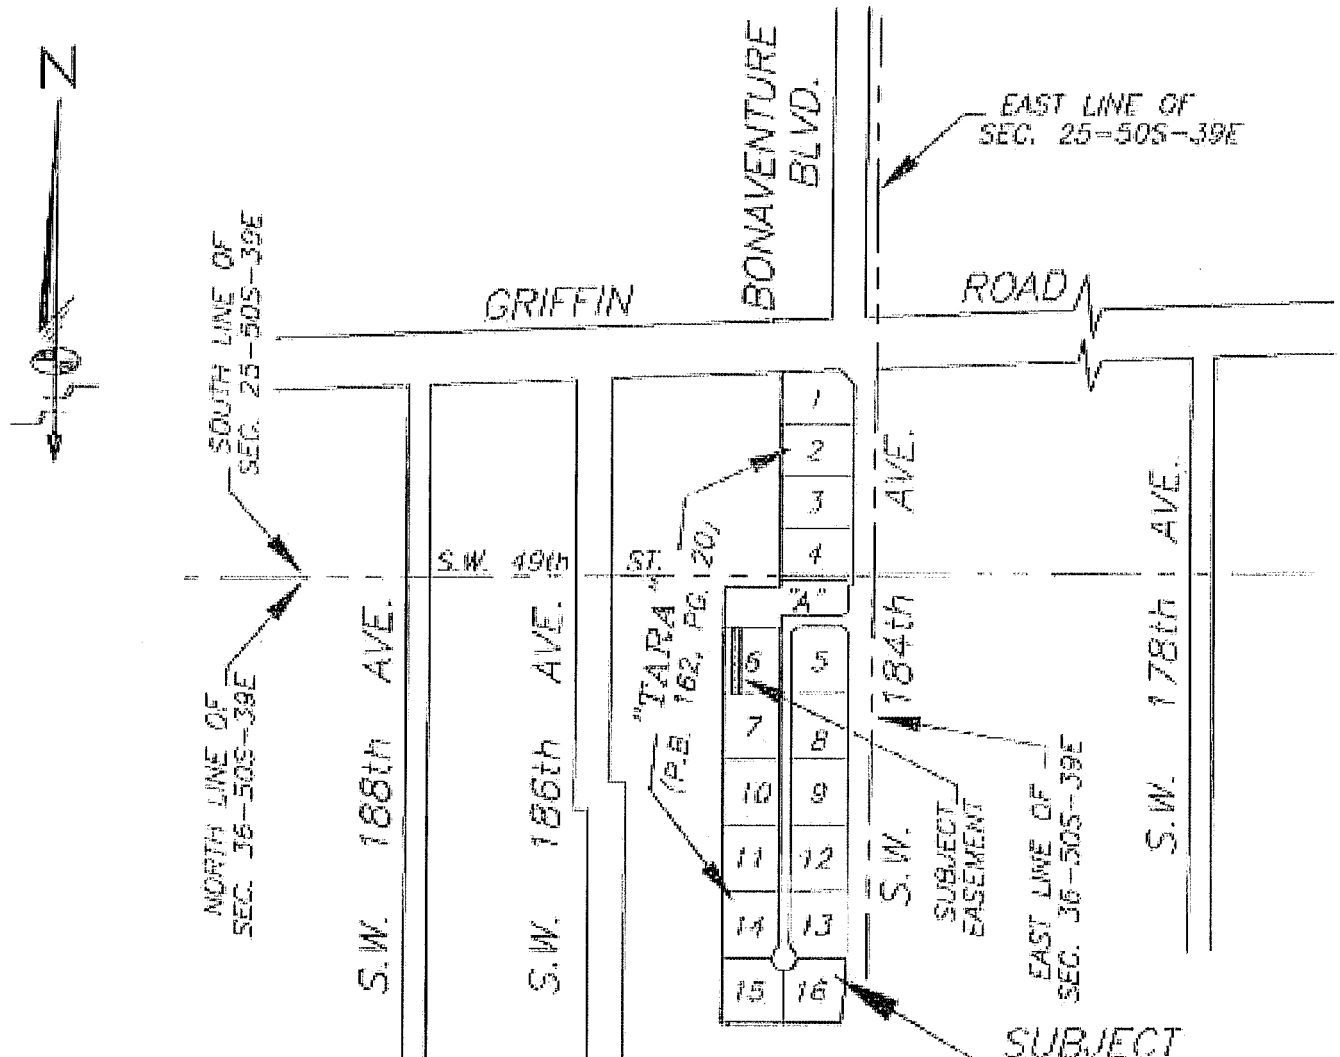 N
BONAVENTURE
BLVD.
EAST LINE OF
SEC. 25-50S-39E
SOUTH LINE OF
SEC. 25-50S-39E
GRIFFIN
ROAD
1
2
3
4
S.W. 49th ST.
"A"
"TARA"
(P.B. 162, PG. 20)
6
5
7
8
10
9
11
12
14
13
15
16
NORTH LINE OF
SEC. 36-50S-39E
S.W. 188th AVE.
S.W. 186th AVE.
S.W. 184th AVE.
S.W. 178th AVE.
SUBJECT
EASEMENT
EAST LINE OF
SEC. 36-50S-39E
SUBJECT